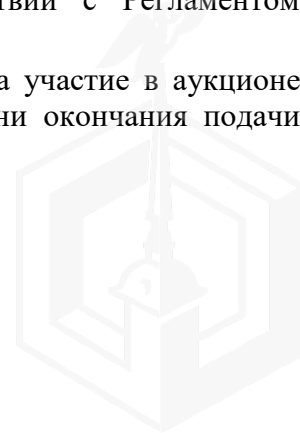 с Регламентом
участие в аукционе
окончания подачи